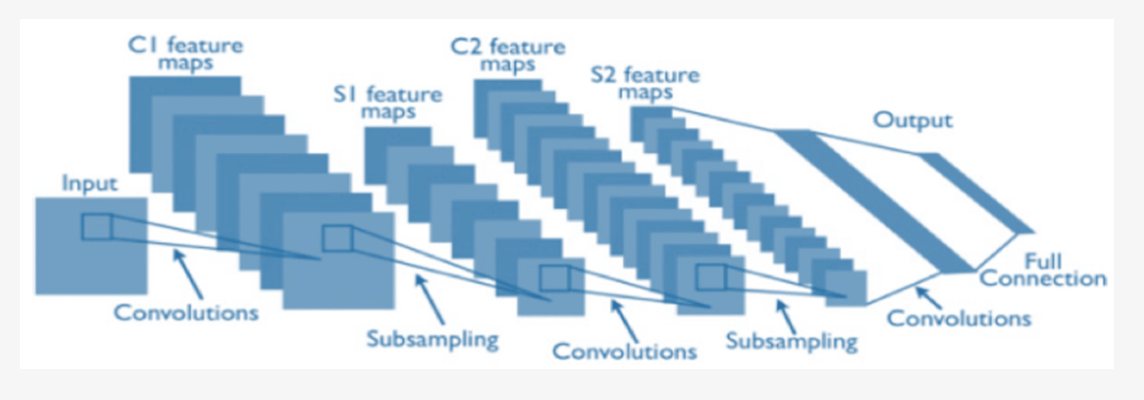 C1 feature
maps
C2 feature
maps
S2 feature
maps
S1 feature
maps
Output
Input
Full
Connection
Convolutions
Subsampling
Convolutions
Subsampling
Convolutions